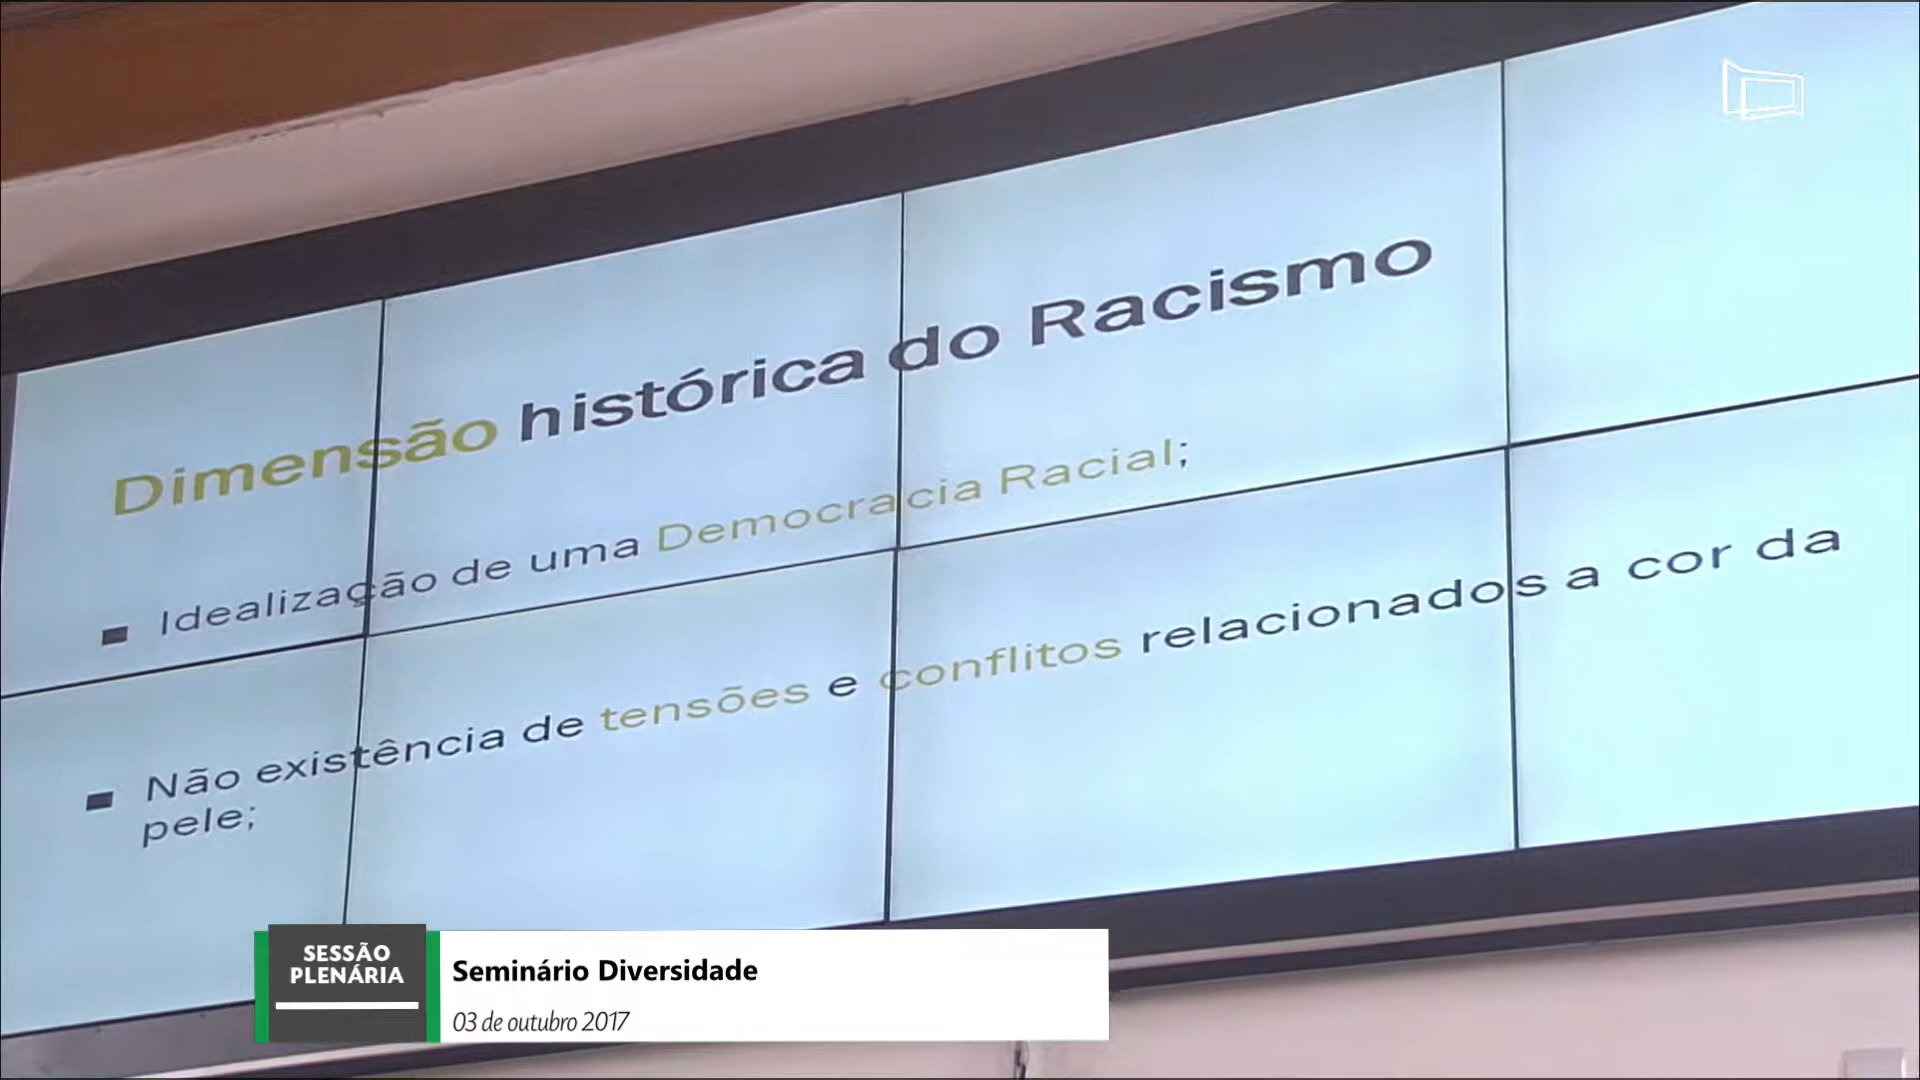 Dimensão histórica do Racismo
Idealização de uma Democracia Racial;
Não existência de tensões e conflitos relacionados a cor da
pele;
SESSÃO
PLENÁRIA
Seminário Diversidade
03 de outubro 2017